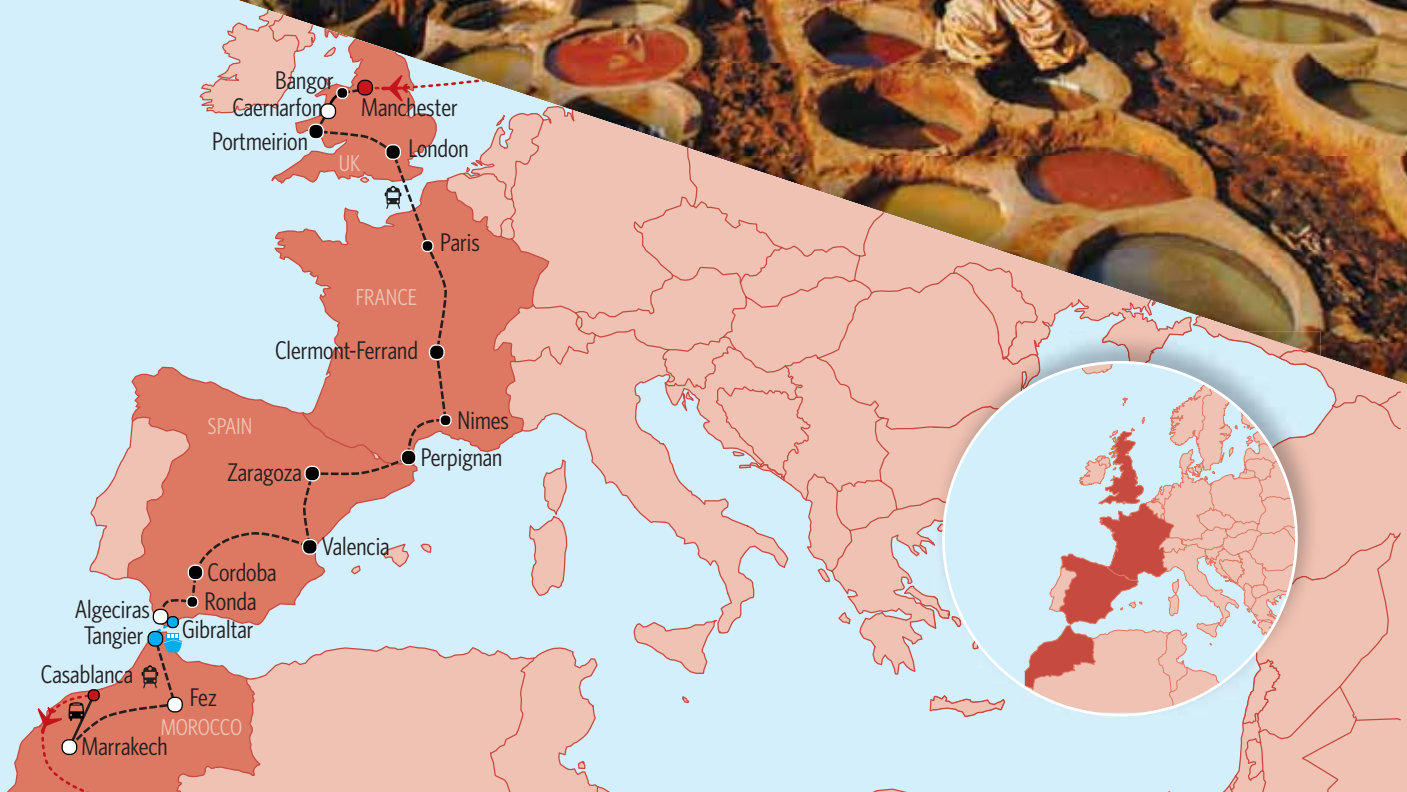 Bangor
Caernarfon
Manchester
Portmeirion
London
UK
Paris
FRANCE
Clermont-Ferrand
Nimes
SPAIN
Perpignan
Zaragoza
Valencia
Cordoba
Ronda
Algeciras
Gibraltar
Tangier
Casablanca
Fez
MOROCCO
Marrakech